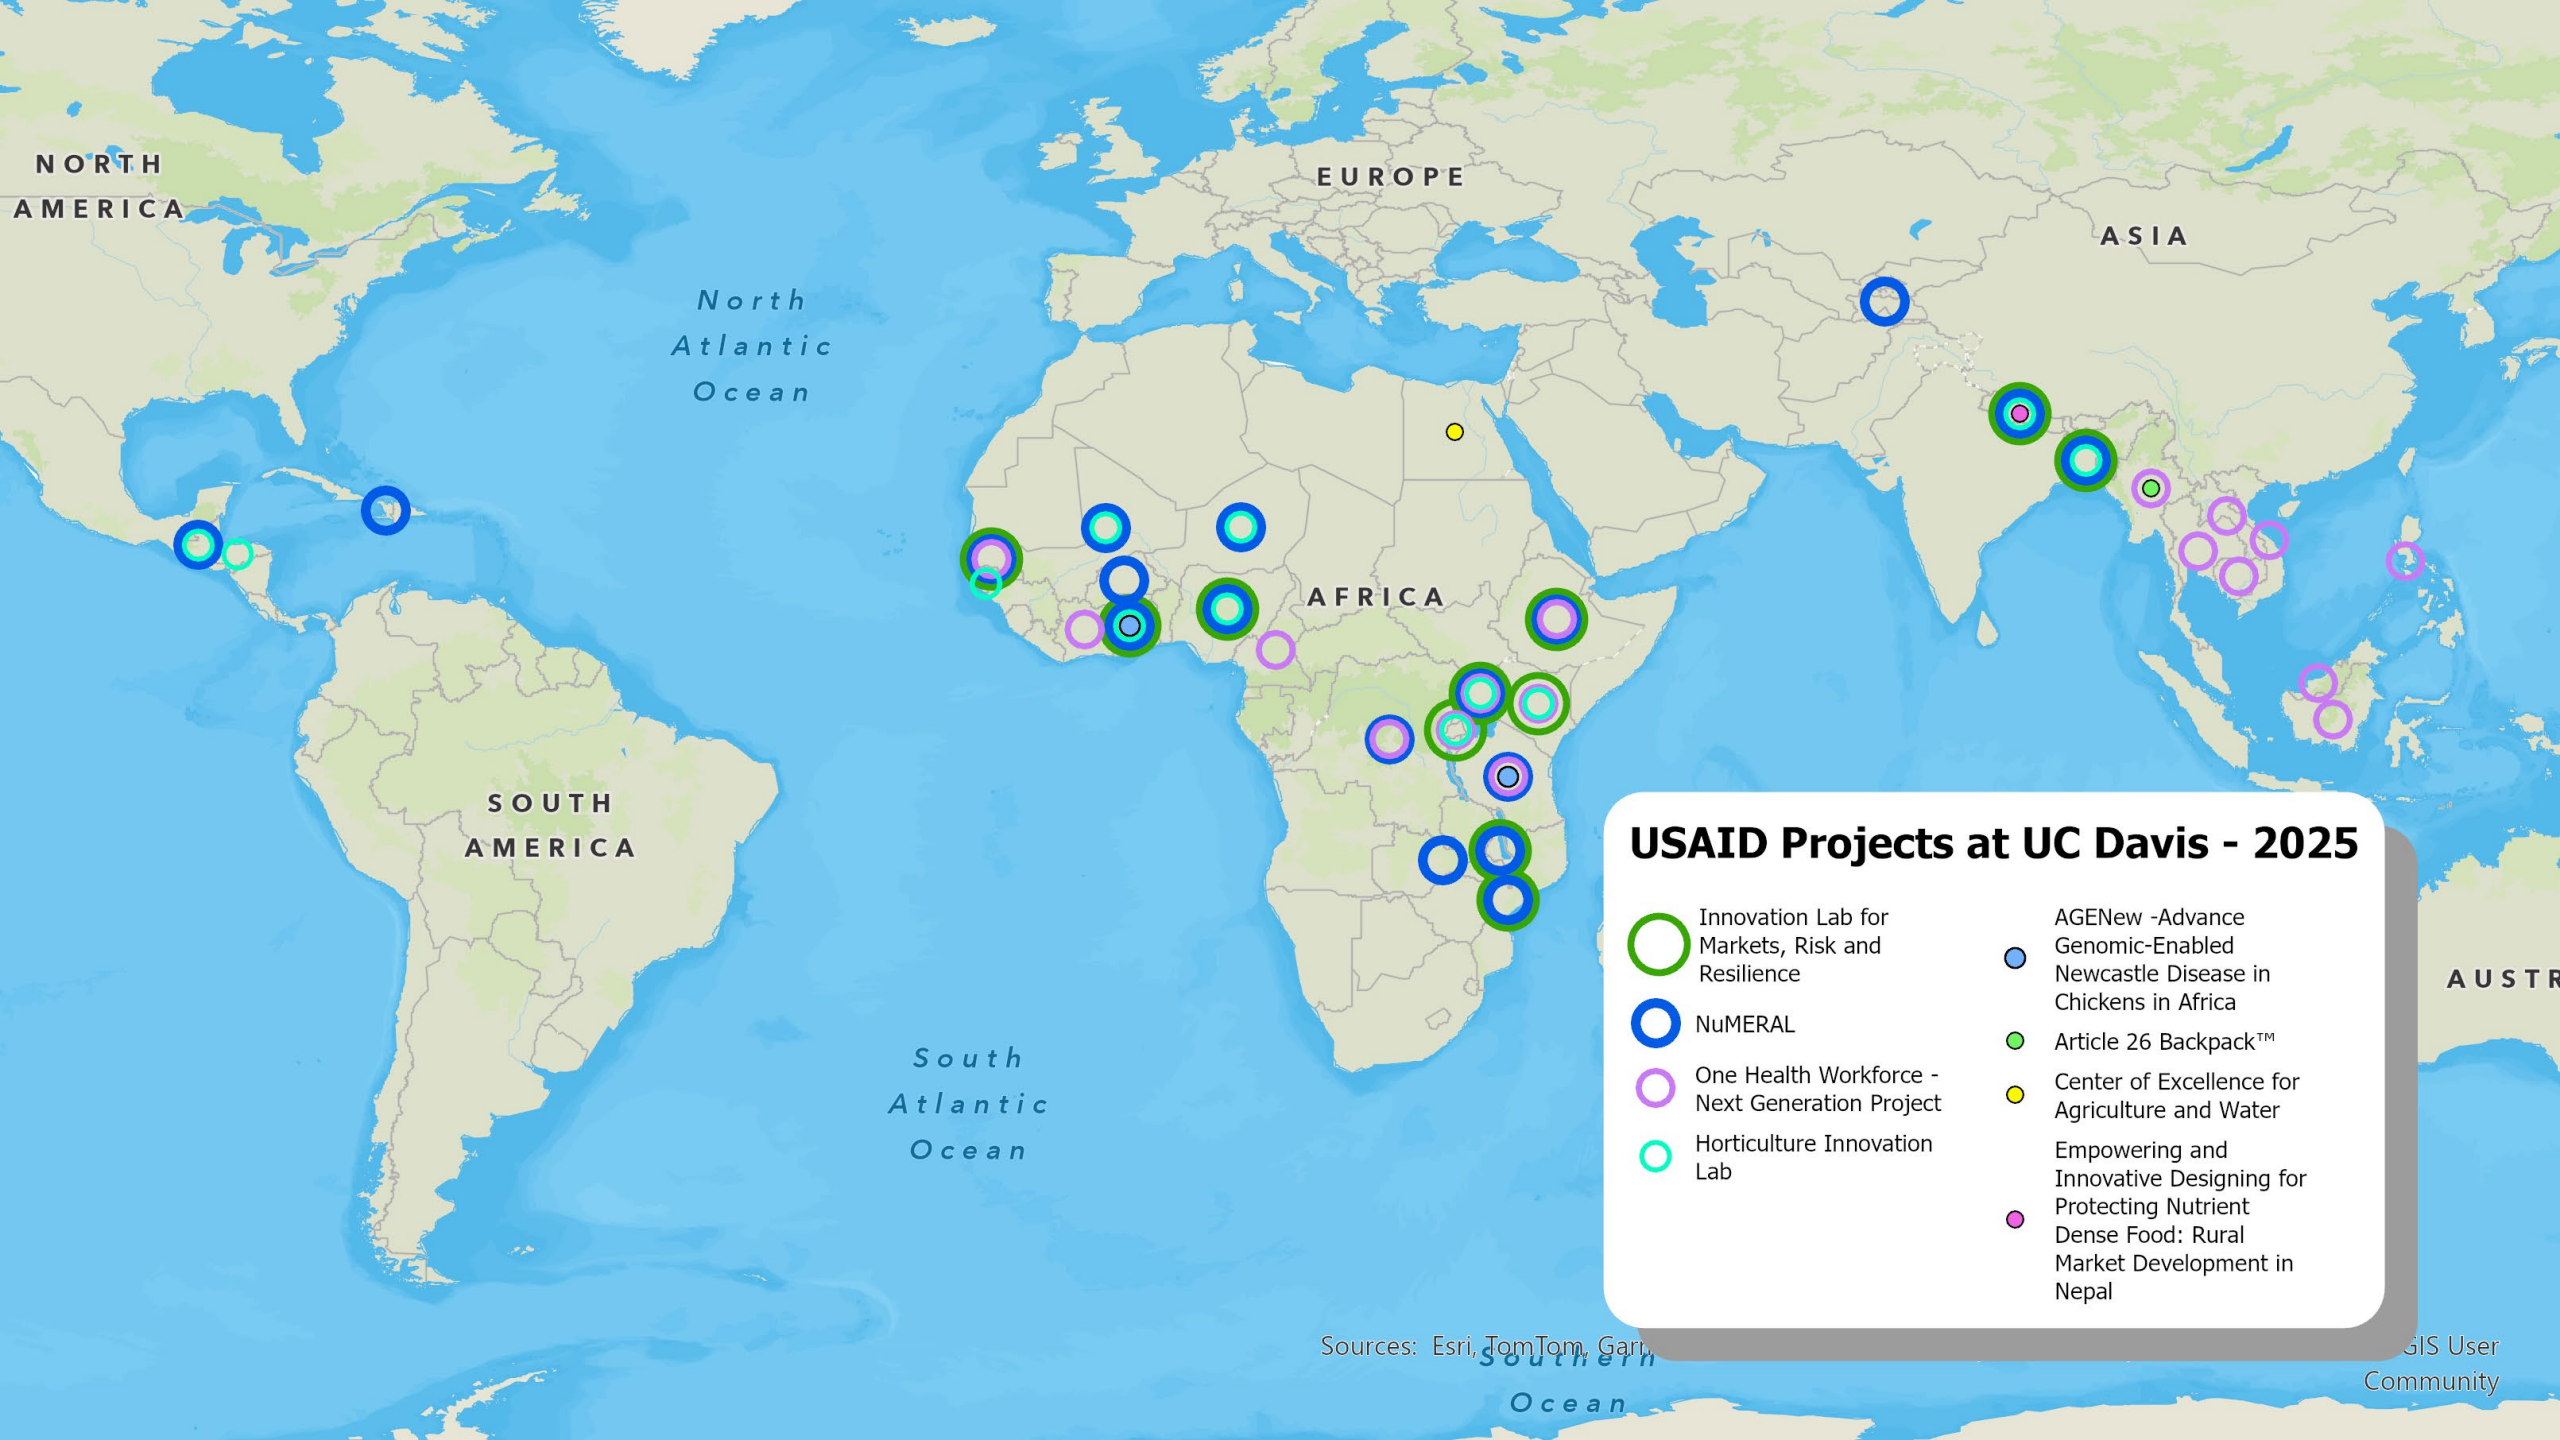 NORTH
AMERICA
EUROPE
ASIA
North
Atlantic
Ocean
AFRICA
SOUTH
AMERICA
AUSTR
South
Atlantic
Ocean
USAID Projects at UC Davis - 2025
Innovation Lab for
Markets, Risk and
Resilience
NuMERAL
One Health Workforce -
Next Generation Project
Horticulture Innovation
Lab
AGENew -Advance
Genomic-Enabled
Newcastle Disease in
Chickens in Africa
Article 26 Backpack™
Center of Excellence for
Agriculture and Water
Empowering and
Innovative Designing for
Protecting Nutrient
Dense Food: Rural
Market Development in
Nepal
Sources: Esri, TomTom, Garm GIS User
Community
Southern
Ocean